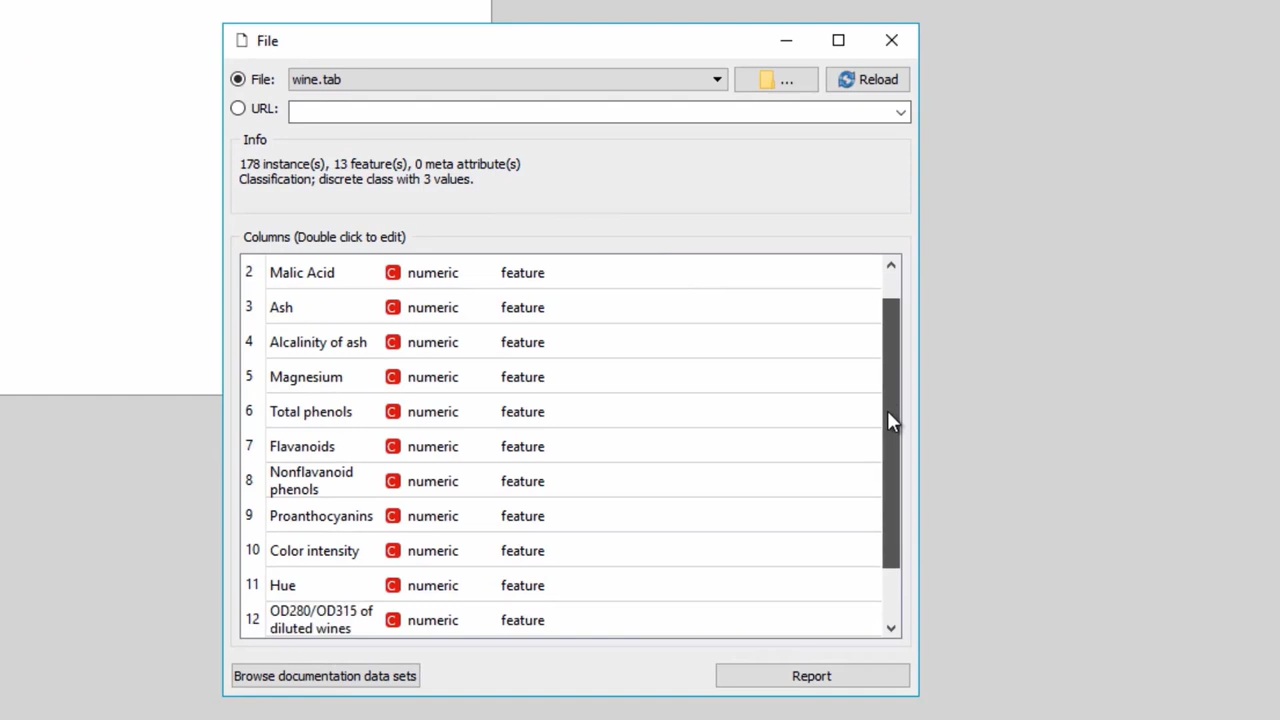 File
File: wine.tab ... Reload
URL:
Info
178 instance(s), 13 feature(s), 0 meta attribute(s)
Classification; discrete class with 3 values.
Columns (Double click to edit)
2 Malic Acid C numeric feature
3 Ash C numeric feature
4 Alcalinity of ash C numeric feature
5 Magnesium C numeric feature
6 Total phenols C numeric feature
7 Flavanoids C numeric feature
8 Nonflavanoid
phenols C numeric feature
9 Proanthocyanins C numeric feature
10 Color intensity C numeric feature
11 Hue C numeric feature
12 OD280/OD315 of
diluted wines C numeric feature
Browse documentation data sets Report